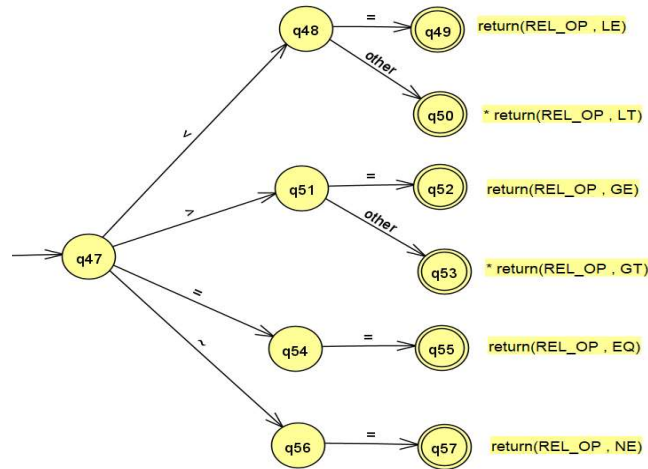 q48
=
q49
return(REL_OP , LE)
other
q50
* return(REL_OP , LT)
<
q51
=
q52
return(REL_OP , GE)
>
other
q47
q53
* return(REL_OP , GT)
=
q54
=
q55
return(REL_OP , EQ)
~
q56
=
q57
return(REL_OP , NE)